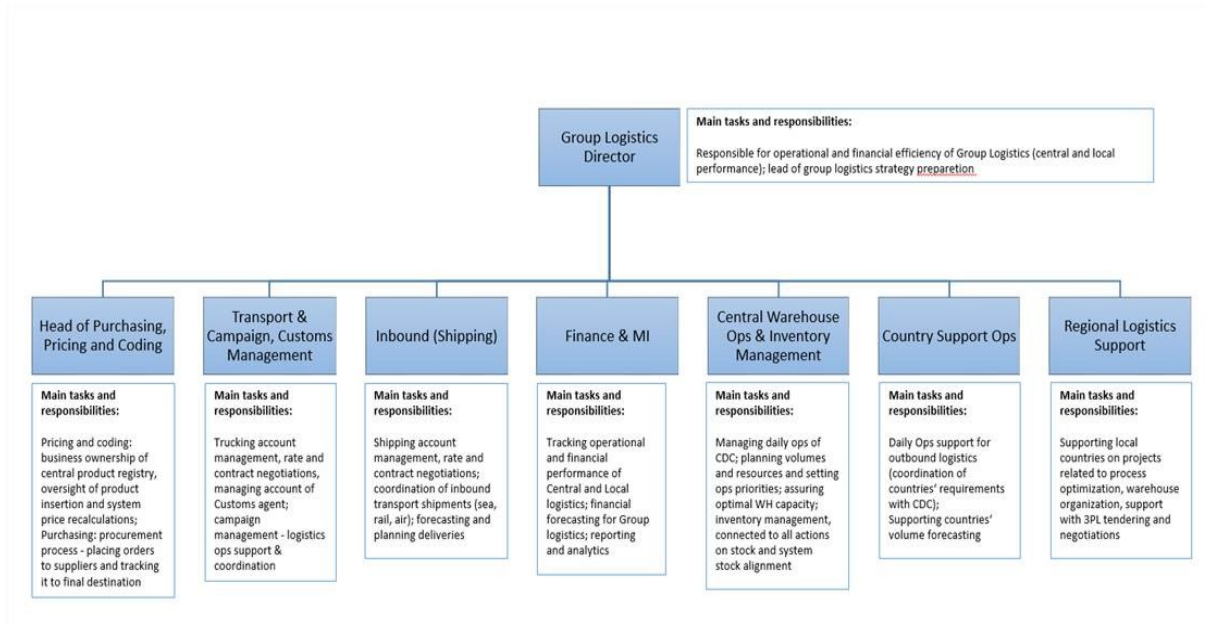 Group Logistics
Director
Main tasks and responsibilities:
Responsible for operational and financial efficiency of Group Logistics (central and local
performance); lead of group logistics strategy preparetion
Head of Purchasing,
Pricing and Coding
Main tasks and
responsibilities:
Pricing and coding:
business ownership of
central product registry,
oversight of product
insertion and system
price recalculations;
Purchasing: procurement
process - placing orders
to suppliers and tracking
it to final destination
Transport &
Campaign, Customs
Management
Main tasks and
responsibilities:
Trucking account
management, rate and
contract negotiations,
managing account of
Customs agent;
campaign
management - logistics
ops support &
coordination
Inbound (Shipping)
Main tasks and
responsibilities:
Shipping account
management, rate and
contract negotiations;
coordination of inbound
transport shipments (sea,
rail, air); forecasting and
planning deliveries
Finance & MI
Main tasks and
responsibilities:
Tracking operational
and financial
performance of
Central and Local
logistics; financial
forecasting for Group
logistics; reporting
and analytics
Central Warehouse
Ops & Inventory
Management
Main tasks and
responsibilities:
Managing daily ops of
CDC; planning volumes
and resources and setting
ops priorities; assuring
optimal WH capacity;
inventory management,
connected to all actions
on stock and system
stock alignment
Country Support Ops
Main tasks and
responsibilities:
Daily Ops support for
outbound logistics
(coordination of
countries‘ requirements
with CDC);
Supporting countries‘
volume forecasting
Regional Logistics
Support
Main tasks and
responsibilities:
Supporting local
countries on projects
related to process
optimization, warehouse
organization, support
with 3PL tendering and
negotiations